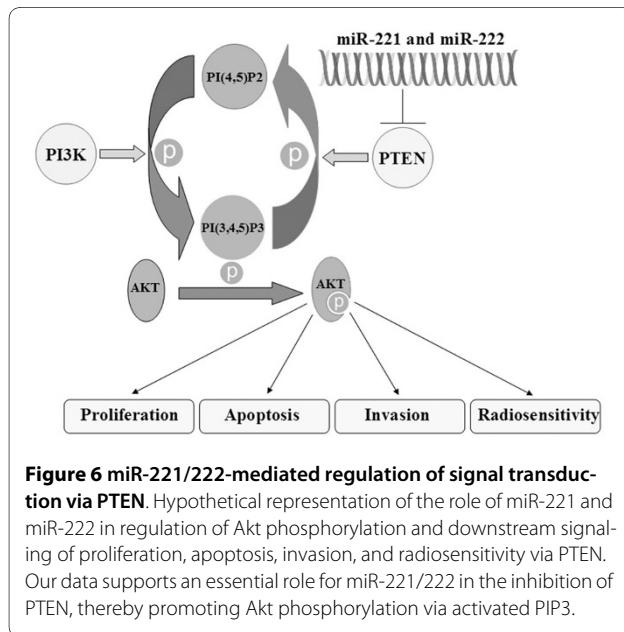 miR-221 and miR-222
PI(4,5)P2
PI3K
p
p
PTEN
PI(3,4,5)P3
p
AKT
AKT
p
Proliferation
Apoptosis
Invasion
Radiosensitivity
Figure 6 miR-221/222-mediated regulation of signal transduc-
tion via PTEN. Hypothetical representation of the role of miR-221 and
miR-222 in regulation of Akt phosphorylation and downstream signal-
ing of proliferation, apoptosis, invasion, and radiosensitivity via PTEN.
Our data supports an essential role for miR-221/222 in the inhibition of
PTEN, thereby promoting Akt phosphorylation via activated PIP3.